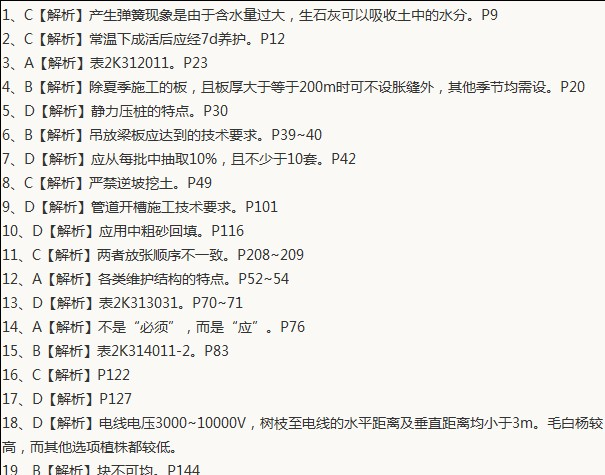 1、C【解析】产生弹簧现象是由于含水量过大，生石灰可以吸收土中的水分。P9
2、C【解析】常温下成活后应经7d养护。P12
3、A【解析】表2K312011。P23
4、B【解析】除夏季施工的板，且板厚大于等于200m时可不设胀缝外，其他季节均需设。P20
5、D【解析】静力压桩的特点。P30
6、B【解析】吊放梁板应达到的技术要求。P39~40
7、D【解析】应从每批中抽取10%，且不少于10套。P42
8、C【解析】严禁逆坡挖土。P49
9、D【解析】管道开槽施工技术要求。P101
10、D【解析】应用中粗砂回填。P116
11、C【解析】两者放张顺序不一致。P208~209
12、A【解析】各类维护结构的特点。P52~54
13、D【解析】表2K313031。P70~71
14、A【解析】不是“必须”，而是“应”。P76
15、B【解析】表2K314011-2。P83
16、C【解析】P122
17、D【解析】P127
18、D【解析】电线电压3000~10000V，树枝至电线的水平距离及垂直距离均小于3m。毛白杨较
高，而其他选项植株都较低。
19、B【解析】块不可均。P144